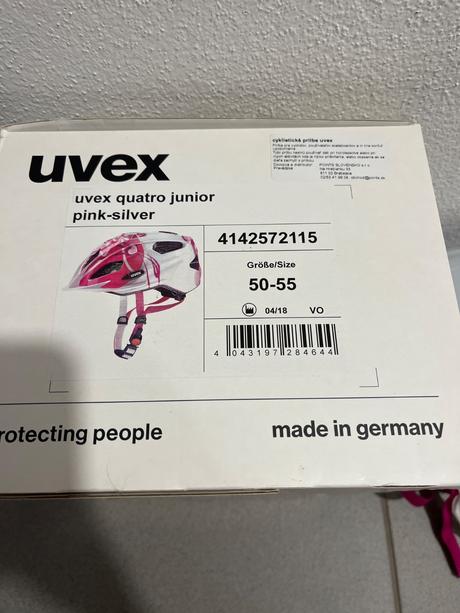 uvex
cyklistická prilba uvex
uvex quatro junior
pink-silver
4142572115
Größe/Size
50-55
04/18 VO
4 043197 284644
uvex
rotecting people
made in germany